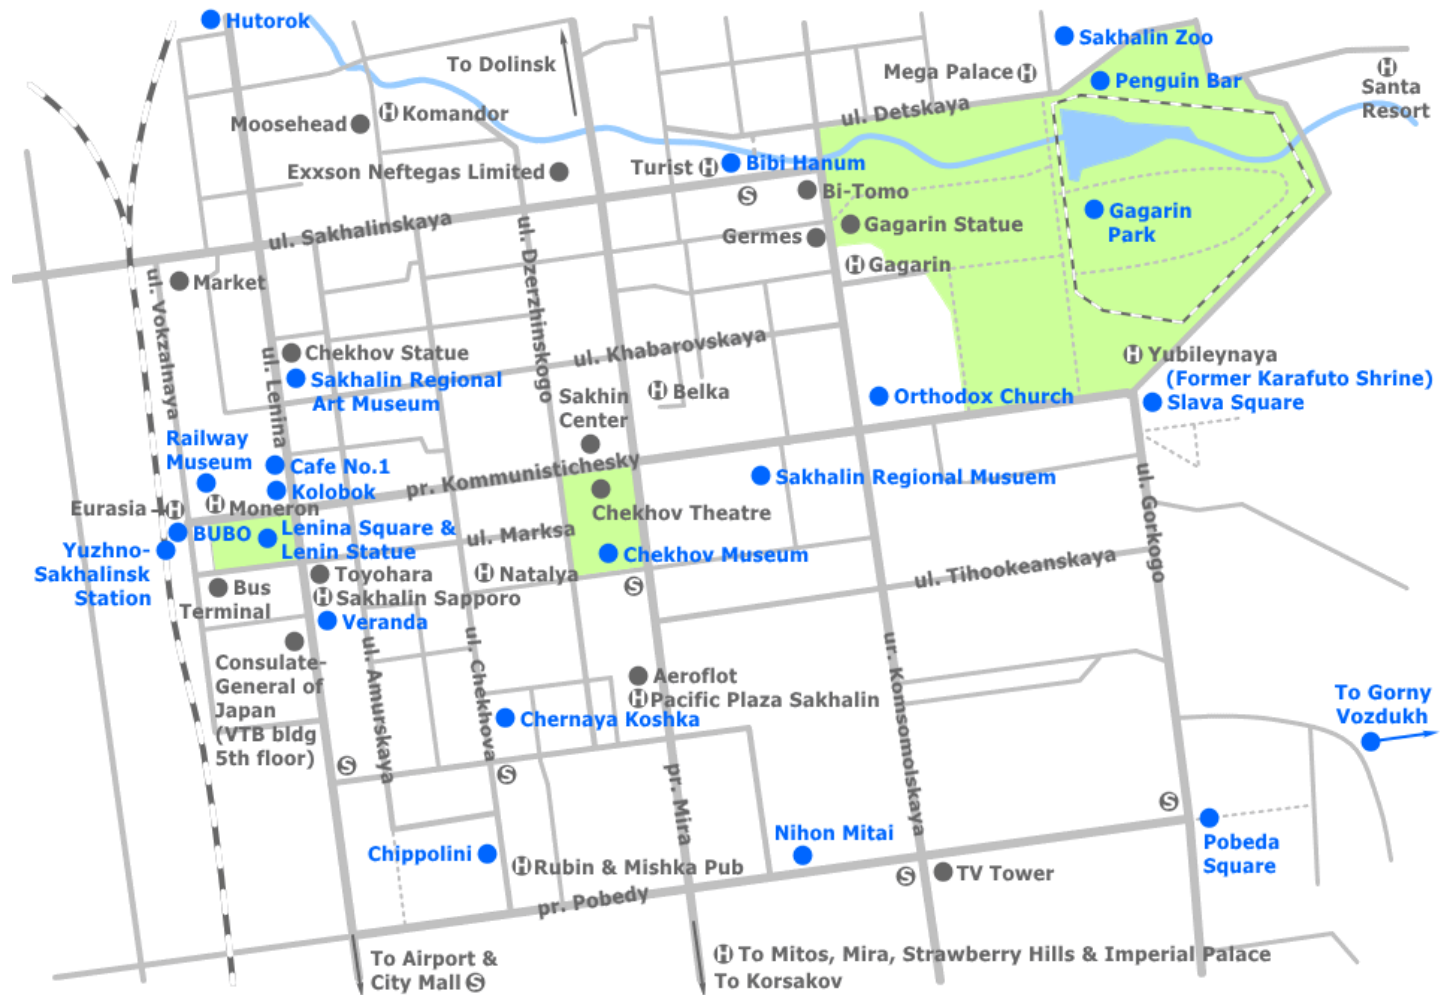 Hutorok
Sakhalin Zoo
To Dolinsk
Mega Palace H
Penguin Bar
H
Santa
Resort
H Komandor
Moosehead
ul. Detskaya
Exxson Neftegas Limited
Turist H
Bibi Hanum
S
Bi-Tomo
Gagarin
Park
Gagarin Statue
Germes
ul. Sakhalinskaya
ul. Dzerzhinskogo
H Gagarin
Market
ul. Vokzalnaya
ul. Lenina
Chekhov Statue
ul. Khabarovskaya
H Yubileynaya
(Former Karafuto Shrine)
Slava Square
Sakhalin Regional
Art Museum
Sakhin
Center
H Belka
Orthodox Church
Railway
Museum
Cafe No.1
Kolobok
pr. Kommunistichesky
Sakhalin Regional Musuem
ul. Gorkogo
Eurasia H
H Moneron
Chekhov Theatre
BUBO
Lenina Square &
Lenin Statue
ul. Marksa
Chekhov Museum
Yuzhno-
Sakhalinsk
Station
Toyohara
H Natalya
S
ul. Tihookeanskaya
Bus
Terminal
H Sakhalin Sapporo
Veranda
ul. Amurskaya
ul. Chekhova
ur. Komsomolskaya
Consulate-
General of
Japan
(VTB bldg
5th floor)
Aeroflot
H Pacific Plaza Sakhalin
Chernaya Koshka
To Gorny
Vozdukh
S
S
pr. Mira
S
Nihon Mitai
Pobeda
Square
Chippolini
H Rubin & Mishka Pub
S
TV Tower
pr. Pobedy
To Airport &
City Mall S
H To Mitos, Mira, Strawberry Hills & Imperial Palace
To Korsakov